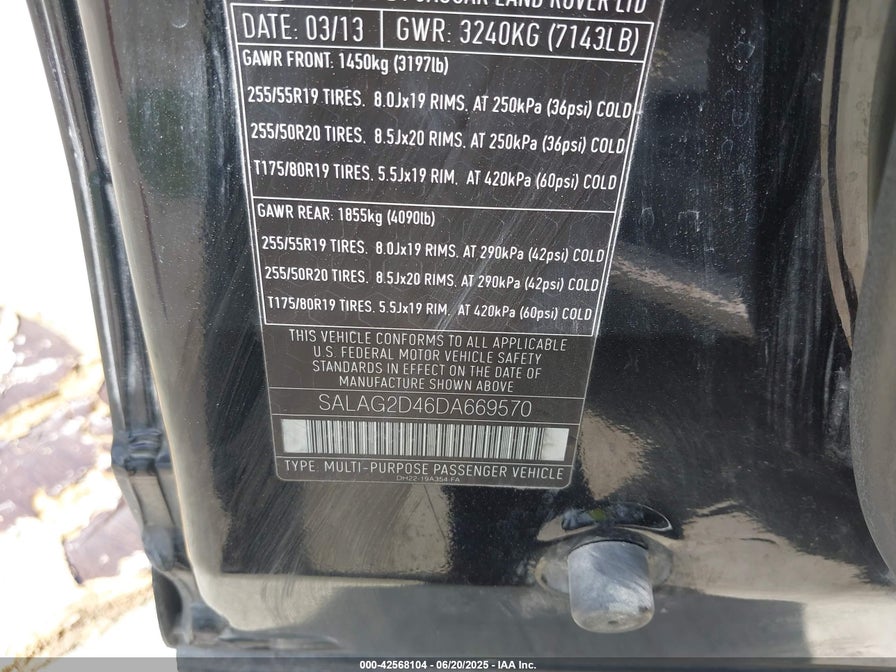 JAGUAR LAND ROVER LTD
DATE: 03/13 GWR: 3240KG (7143LB)
GAWR FRONT: 1450kg (3197lb)
255/55R19 TIRES. 8.0Jx19 RIMS. AT 250kPa (36psi) COLD
255/50R20 TIRES. 8.5Jx20 RIMS. AT 250kPa (36psi) COLD
T175/80R19 TIRES. 5.5Jx19 RIM. AT 420kPa (60psi) COLD
GAWR REAR: 1855kg (4090lb)
255/55R19 TIRES. 8.0Jx19 RIMS. AT 290kPa (42psi) COLD
255/50R20 TIRES. 8.5Jx20 RIMS. AT 290kPa (42psi) COLD
T175/80R19 TIRES. 5.5Jx19 RIM. AT 420kPa (60psi) COLD
THIS VEHICLE CONFORMS TO ALL APPLICABLE
U.S. FEDERAL MOTOR VEHICLE SAFETY
STANDARDS IN EFFECT ON THE DATE OF
MANUFACTURE SHOWN ABOVE
SALAG2D46DA669570
TYPE: MULTI-PURPOSE PASSENGER VEHICLE
DH22-19A354-FA
000-42568104 | 06/20/2025 - IAA Inc.